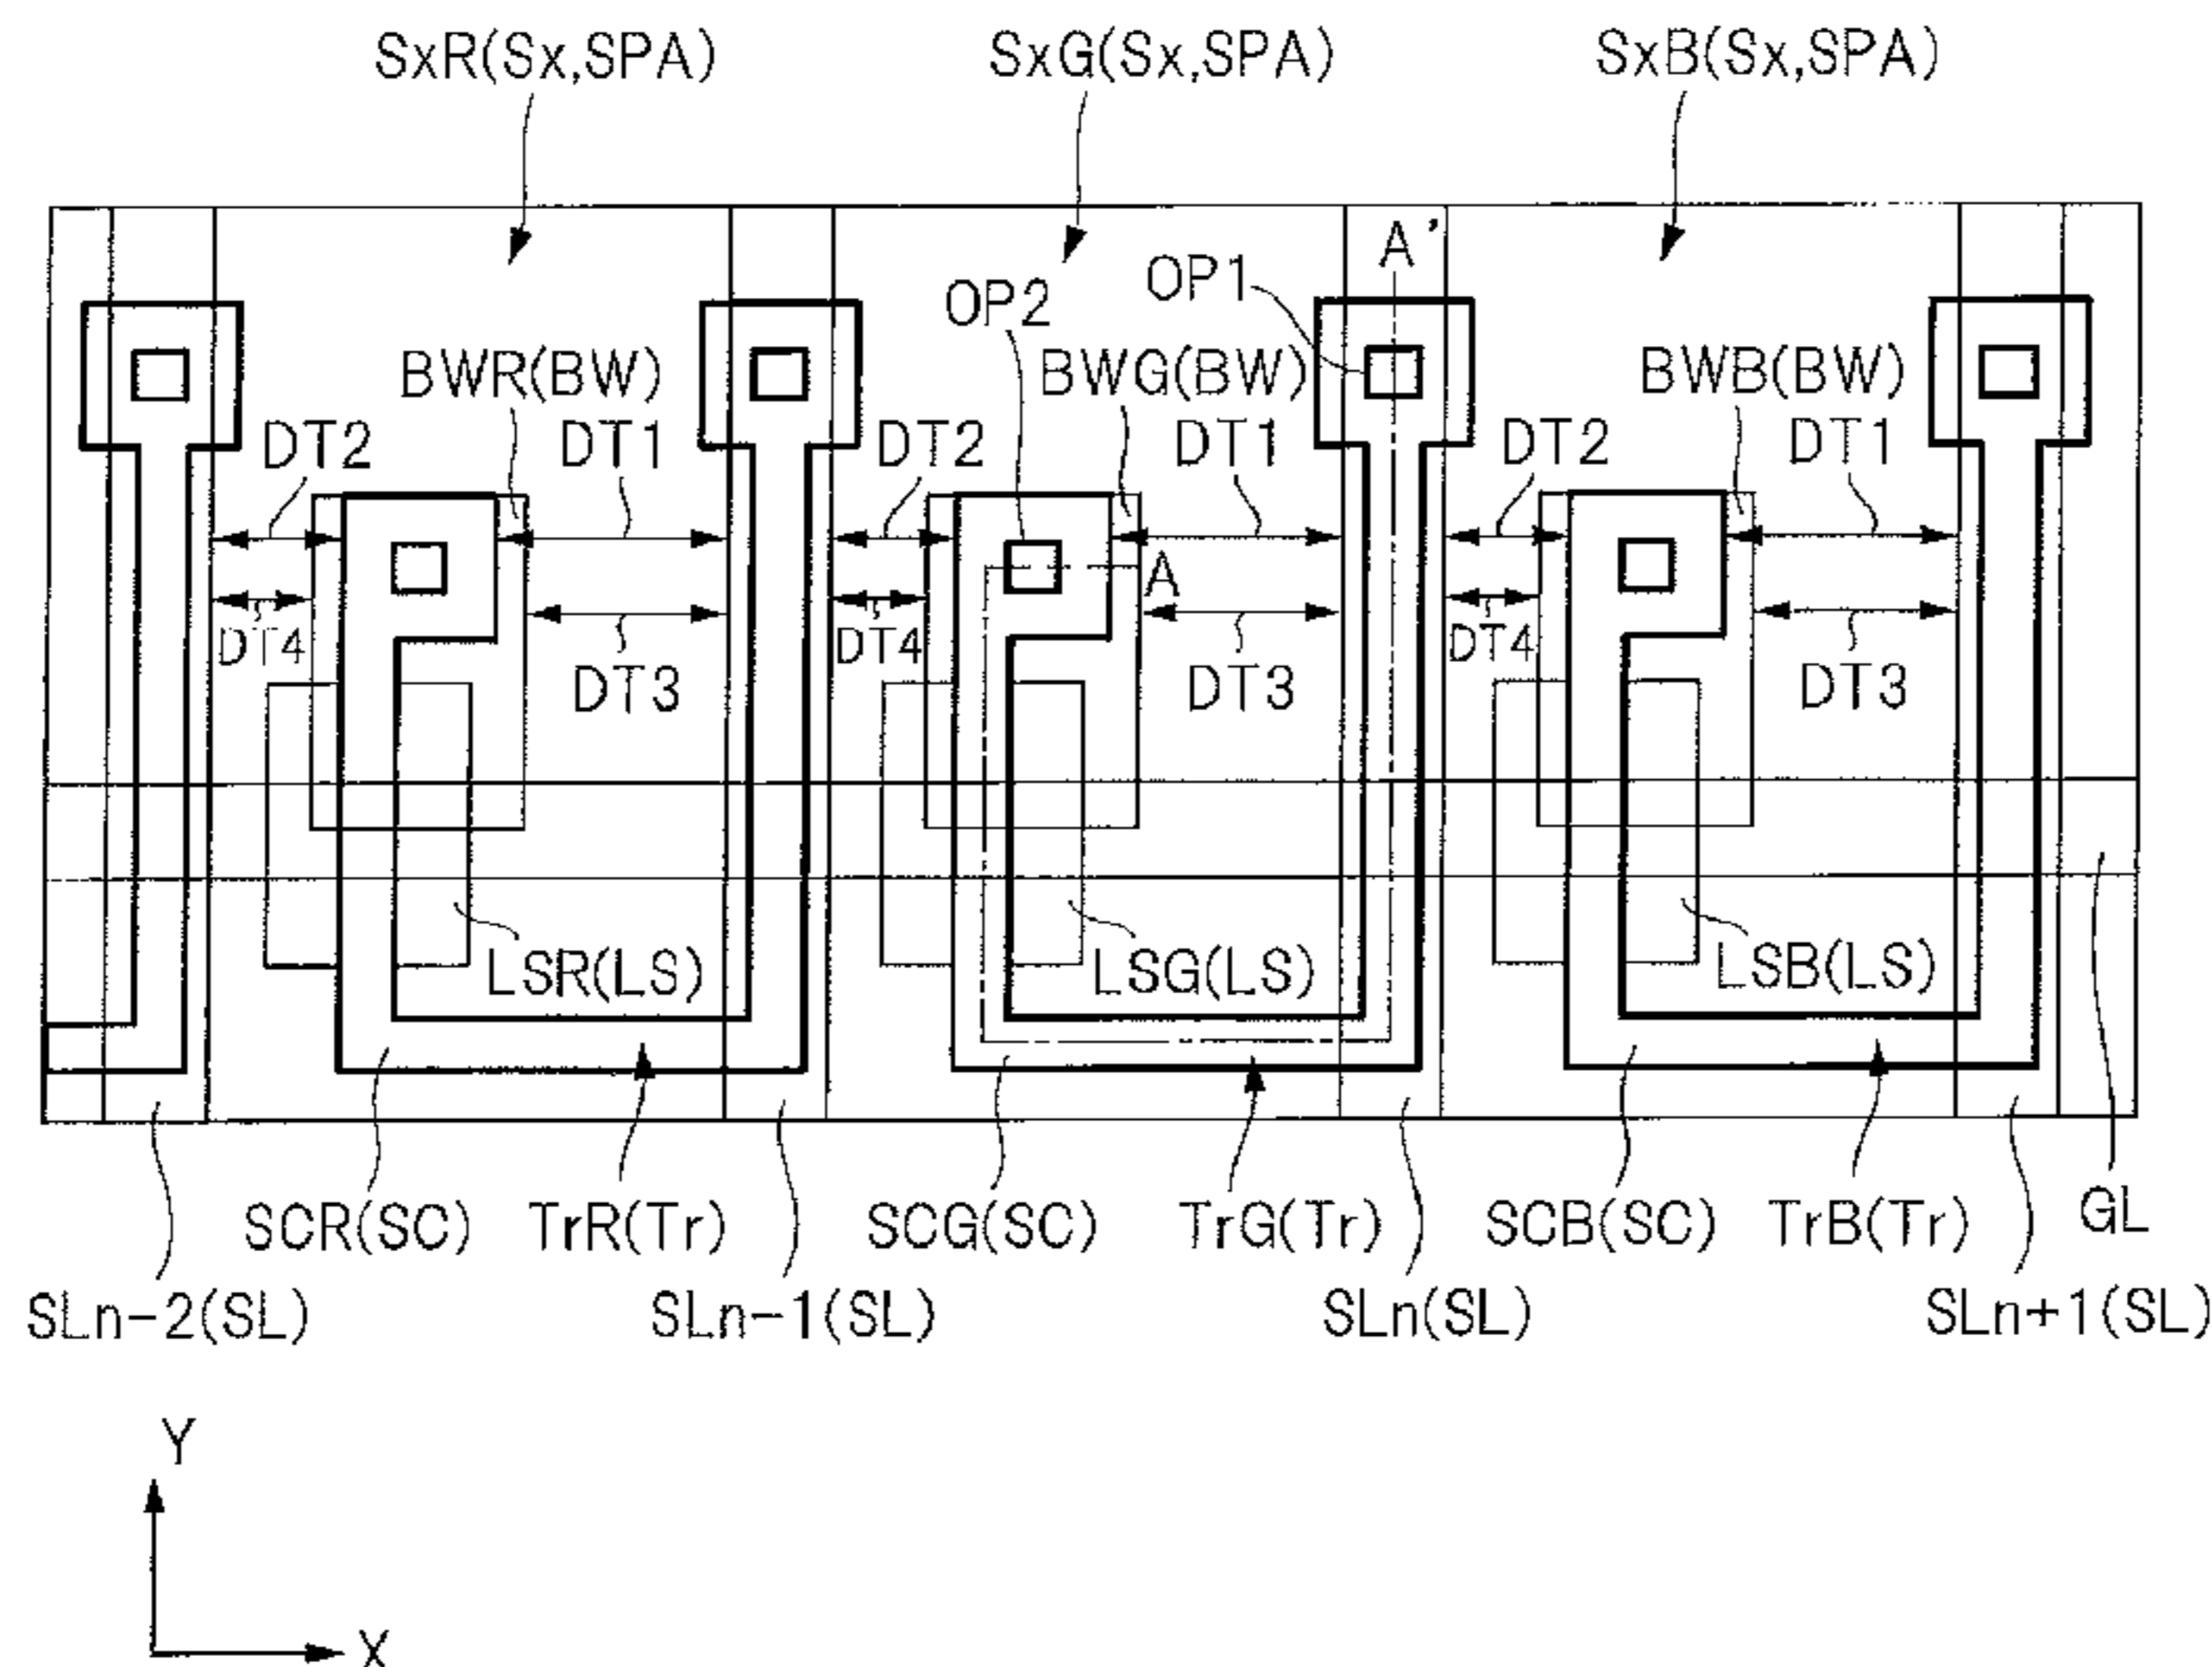 SxR(Sx,SPA) SxG(Sx,SPA) SxB(Sx,SPA)
A'
OP2 OP1
BWR(BW) BWG(BW) BWB(BW)
DT2 DT1 DT2 DT1 DT2 DT1
A
DT4 DT3 DT4 DT3 DT4 DT3
LSR(LS) LSG(LS) LSB(LS)
SCR(SC) TrR(Tr) SCG(SC) TrG(Tr) SCB(SC) TrB(Tr) GL
SLn-2(SL) SLn-1(SL) SLn(SL) SLn+1(SL)
Y
X